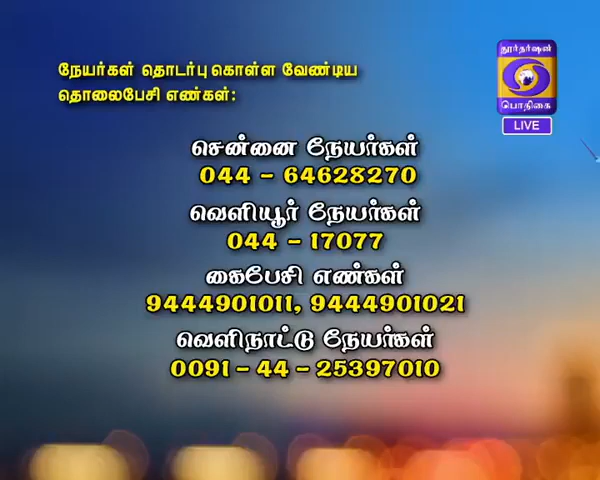 நேயர்கள் தொடர்பு கொள்ள வேண்டிய
தொலைபேசி எண்கள்:
தூர்தர்ஷன்
பொதிகை
LIVE
சென்னை நேயர்கள்
044 – 64628270
வெளியூர் நேயர்கள்
044 – 17077
கைபேசி எண்கள்
9444901011, 9444901021
வெளிநாட்டு நேயர்கள்
0091 – 44 – 25397010